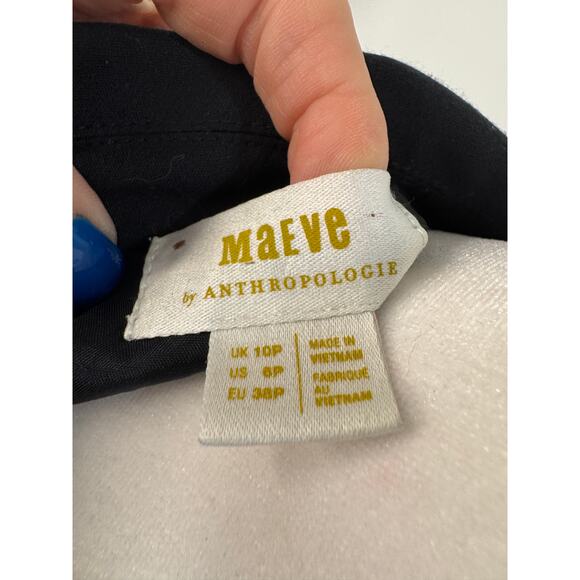 MaEVe
by ANTHROPOLOGIE
UK 10P
US 6P
EU 38P
MADE IN
VIETNAM
FABRIQUÉ
AU
VIETNAM